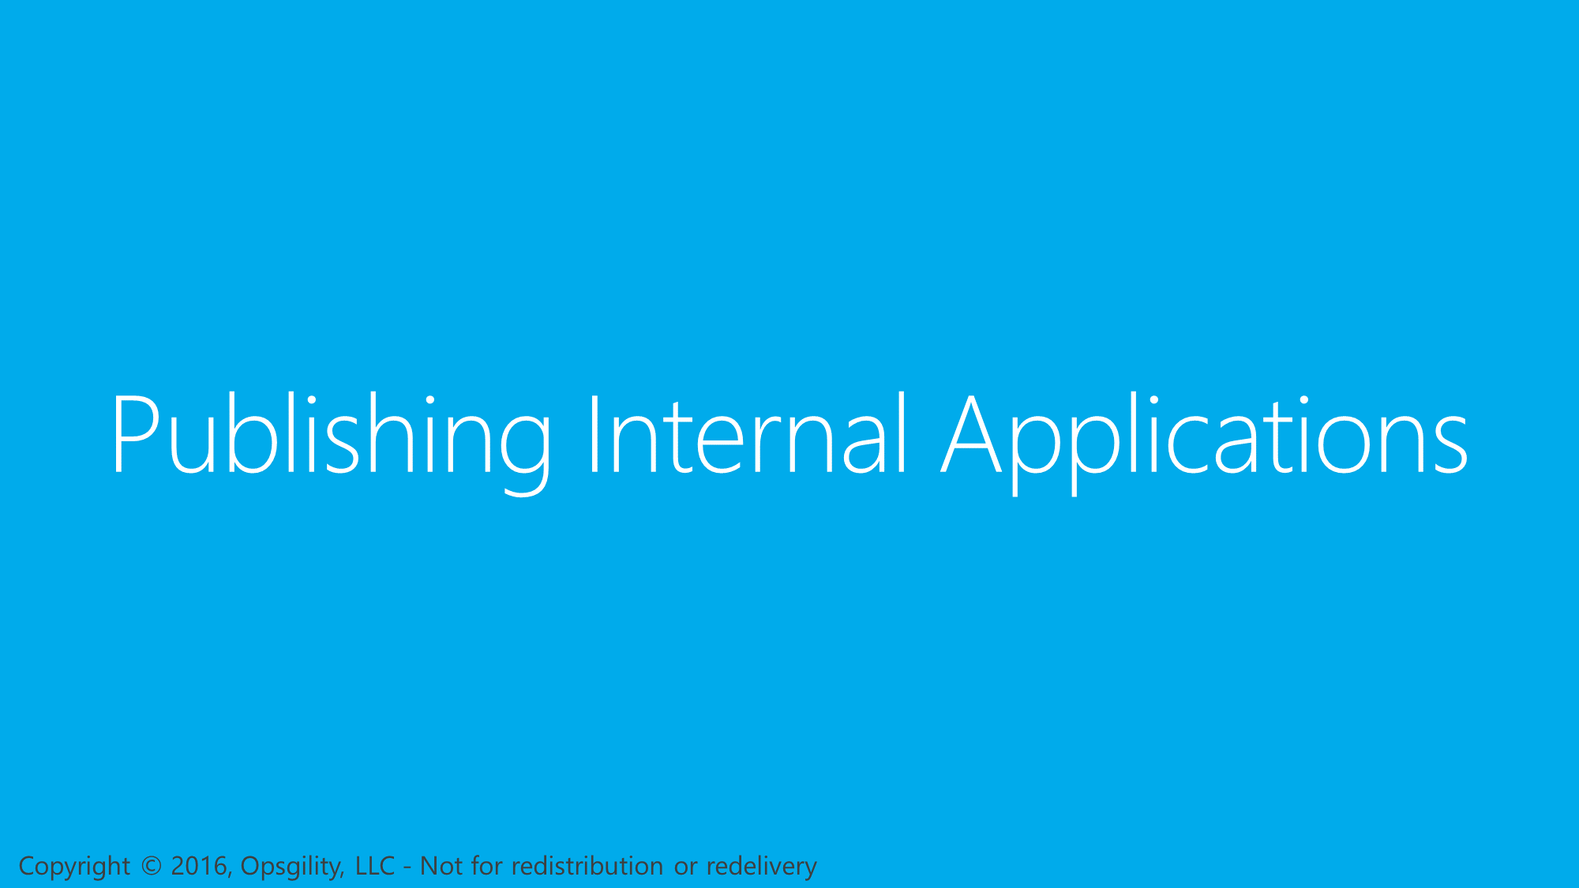 Publishing Internal Applications
Copyright © 2016, Opsgility, LLC - Not for redistribution or redelivery